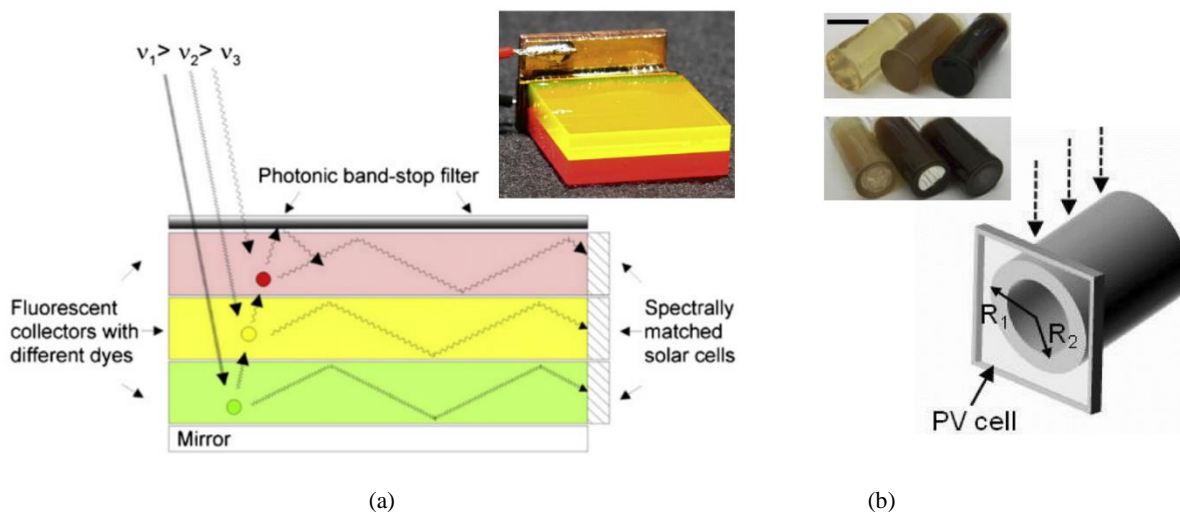 ν₁> ν₂> ν₃
Photonic band-stop filter
Fluorescent
collectors with
different dyes
Spectrally
matched
solar cells
Mirror
(a)
R₁
R₂
PV cell
(b)